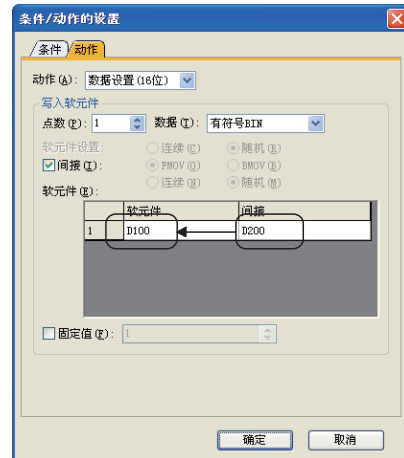 条件/动作的设置
条件 动作
动作(A): 数据设置(16位)
写入软元件
点数(P): 1 数据(T): 有符号BIN
软元件设置: 连续(C) 随机(R)
间接(I): FMOV(O) BMOV(B)
连续(N) 随机(M)
软元件(E):
软元件 间接
1 D100 D200
固定值(F): 1
确定 取消